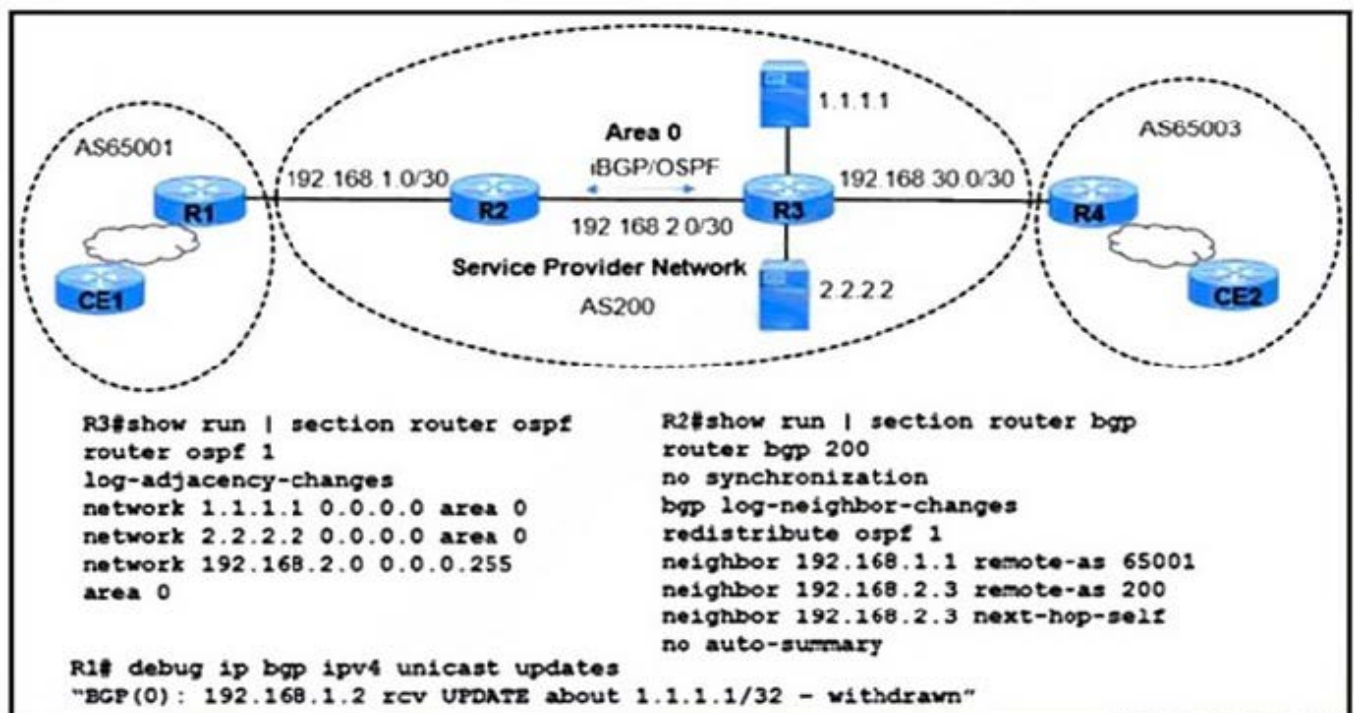 1.1.1.1
AS65001
Area 0
iBGP/OSPF
AS65003
192.168.1.0/30
192.168.30.0/30
R1
R2
R3
R4
192 168 2 0/30
Service Provider Network
AS200
2.2.2.2
CE1
CE2
R3#show run | section router ospf
router ospf 1
log-adjacency-changes
network 1.1.1.1 0.0.0.0 area 0
network 2.2.2.2 0.0.0.0 area 0
network 192.168.2.0 0.0.0.255
area 0
R2#show run | section router bgp
router bgp 200
no synchronization
bgp log-neighbor-changes
redistribute ospf 1
neighbor 192.168.1.1 remote-as 65001
neighbor 192.168.2.3 remote-as 200
neighbor 192.168.2.3 next-hop-self
no auto-summary
R1# debug ip bgp ipv4 unicast updates
"BGP(0): 192.168.1.2 rcv UPDATE about 1.1.1.1/32 – withdrawn"